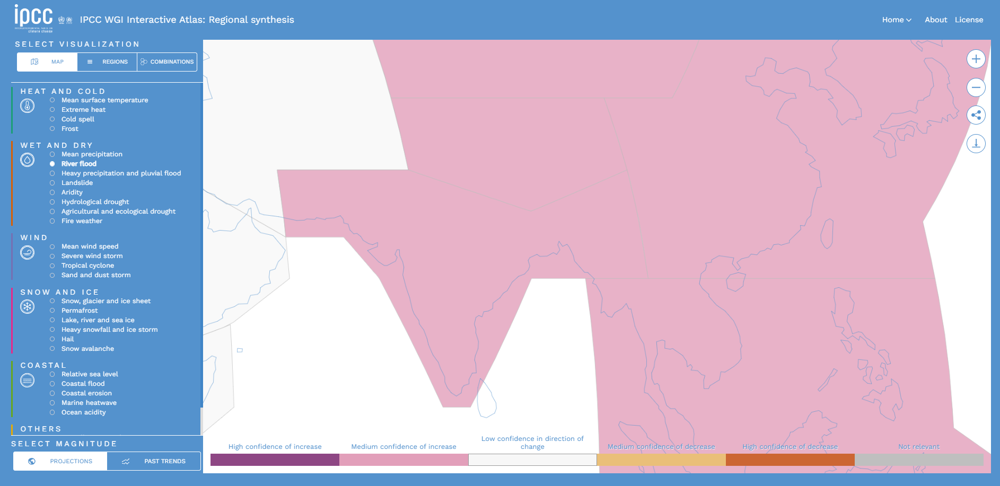 ipcc
INTERGOVERNMENTAL PANEL ON
climate change
IPCC WGI Interactive Atlas: Regional synthesis
Home
About
License
SELECT VISUALIZATION
MAP
REGIONS
COMBINATIONS
HEAT AND COLD
Mean surface temperature
Extreme heat
Cold spell
Frost
WET AND DRY
Mean precipitation
River flood
Heavy precipitation and pluvial flood
Landslide
Aridity
Hydrological drought
Agricultural and ecological drought
Fire weather
WIND
Mean wind speed
Severe wind storm
Tropical cyclone
Sand and dust storm
SNOW AND ICE
Snow, glacier and ice sheet
Permafrost
Lake, river and sea ice
Heavy snowfall and ice storm
Hail
Snow avalanche
COASTAL
Relative sea level
Coastal flood
Coastal erosion
Marine heatwave
Ocean acidity
OTHERS
SELECT MAGNITUDE
PROJECTIONS
PAST TRENDS
High confidence of increase
Medium confidence of increase
Low confidence in direction of
change
Medium confidence of decrease
High confidence of decrease
Not relevant